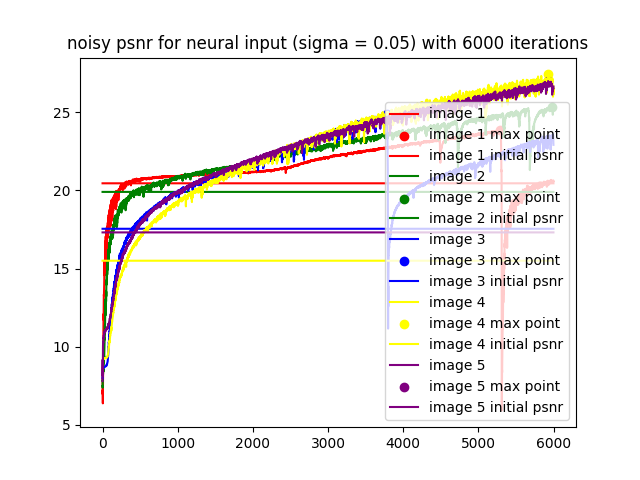 noisy psnr for neural input (sigma = 0.05) with 6000 iterations
25
20
15
10
5
0
1000
2000
3000
4000
5000
6000
image 1
image 1 max point
image 1 initial psnr
image 2
image 2 max point
image 2 initial psnr
image 3
image 3 max point
image 3 initial psnr
image 4
image 4 max point
image 4 initial psnr
image 5
image 5 max point
image 5 initial psnr